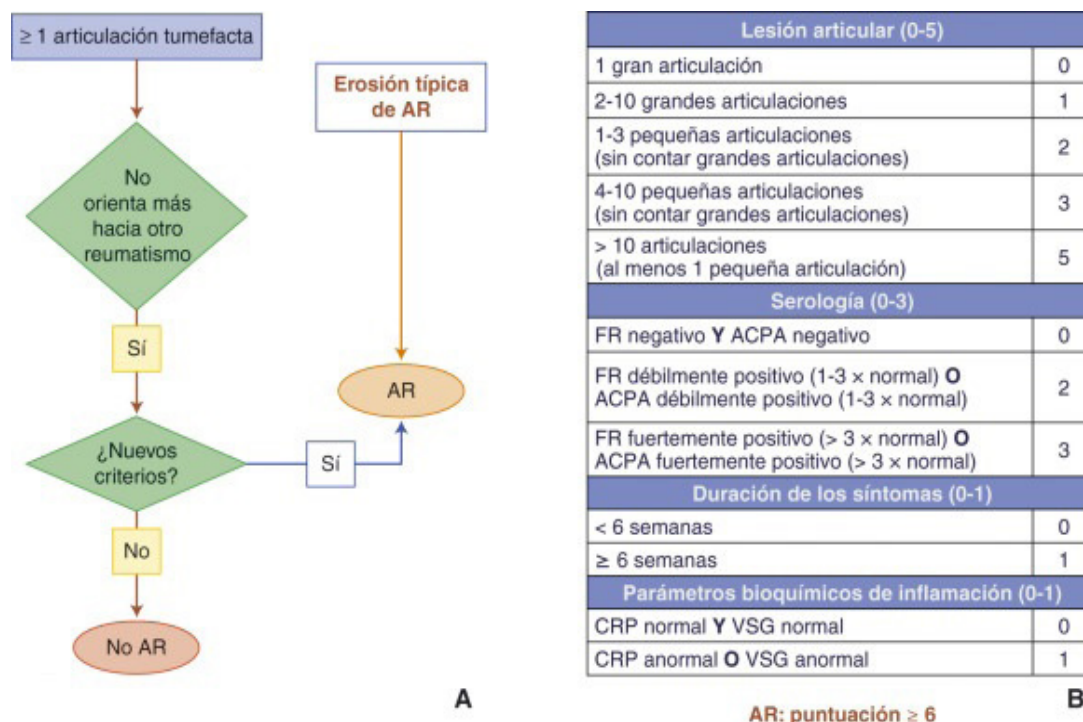 ≥ 1 articulación tumefacta
Erosión típica
de AR
No
orienta más
hacia otro
reumatismo
Sí
AR
¿Nuevos
criterios?
Sí
No
No AR
A
Lesión articular (0-5)
1 gran articulación 0
2-10 grandes articulaciones 1
1-3 pequeñas articulaciones
(sin contar grandes articulaciones) 2
4-10 pequeñas articulaciones
(sin contar grandes articulaciones) 3
> 10 articulaciones
(al menos 1 pequeña articulación) 5
Serología (0-3)
FR negativo Y ACPA negativo 0
FR débilmente positivo (1-3 × normal) O
ACPA débilmente positivo (1-3 × normal) 2
FR fuertemente positivo (> 3 × normal) O
ACPA fuertemente positivo (> 3 × normal) 3
Duración de los síntomas (0-1)
< 6 semanas 0
≥ 6 semanas 1
Parámetros bioquímicos de inflamación (0-1)
CRP normal Y VSG normal 0
CRP anormal O VSG anormal 1
B
AR: puntuación ≥ 6